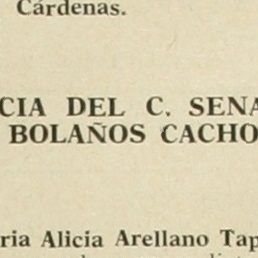 Cárdenas.
CIA DEL C. SENA
BOLAÑOS CACHO
ria Alicia Arellano Tap